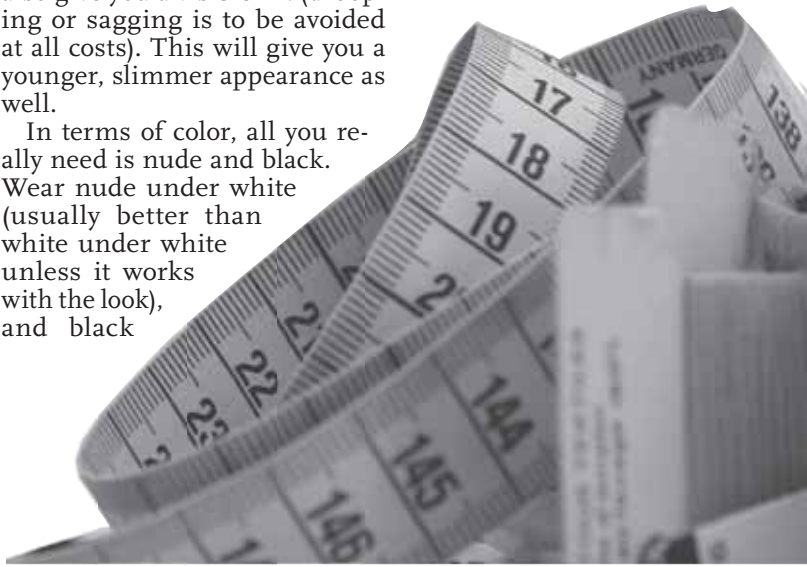 ing or sagging is to be avoided
at all costs). This will give you a
younger, slimmer appearance as
well.
In terms of color, all you re-
ally need is nude and black.
Wear nude under white
(usually better than
white under white
unless it works
with the look),
and black
GERMANY
17
18
19
138
22
23
144
145
146